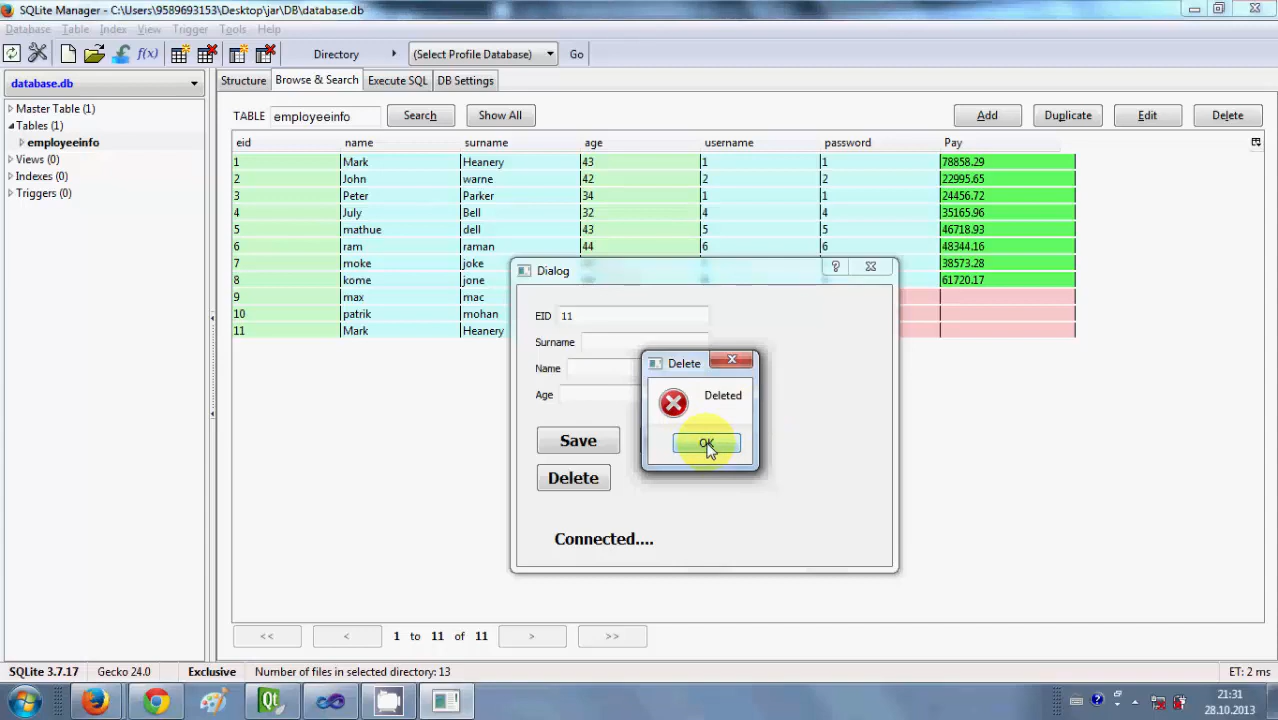 SQLite Manager - C:\Users\9589693153\Desktop\jar\DB\database.db
Database Table Index View Trigger Tools Help
f(x) Directory (Select Profile Database) Go
database.db
Structure Browse & Search Execute SQL DB Settings
Master Table (1)
Tables (1)
employeeinfo
Views (0)
Indexes (0)
Triggers (0)
TABLE employeeinfo Search Show All Add Duplicate Edit Delete
eid name surname age username password Pay
1 Mark Heanery 43 1 1 78858.29
2 John warne 42 2 2 22995.65
3 Peter Parker 34 1 1 24456.72
4 July Bell 32 4 4 35165.96
5 mathue dell 43 5 5 46718.93
6 ram raman 44 6 6 48344.16
7 moke joke 38573.28
8 kome jone 61720.17
9 max mac
10 patrik mohan
11 Mark Heanery
Dialog ?
EID 11
Surname
Name
Age
Save
Delete
Connected....
Delete
Deleted
OK
<< < 1 to 11 of 11 > >>
SQLite 3.7.17 Gecko 24.0 Exclusive Number of files in selected directory: 13 ET: 2 ms
Qt
21:31
28.10.2013